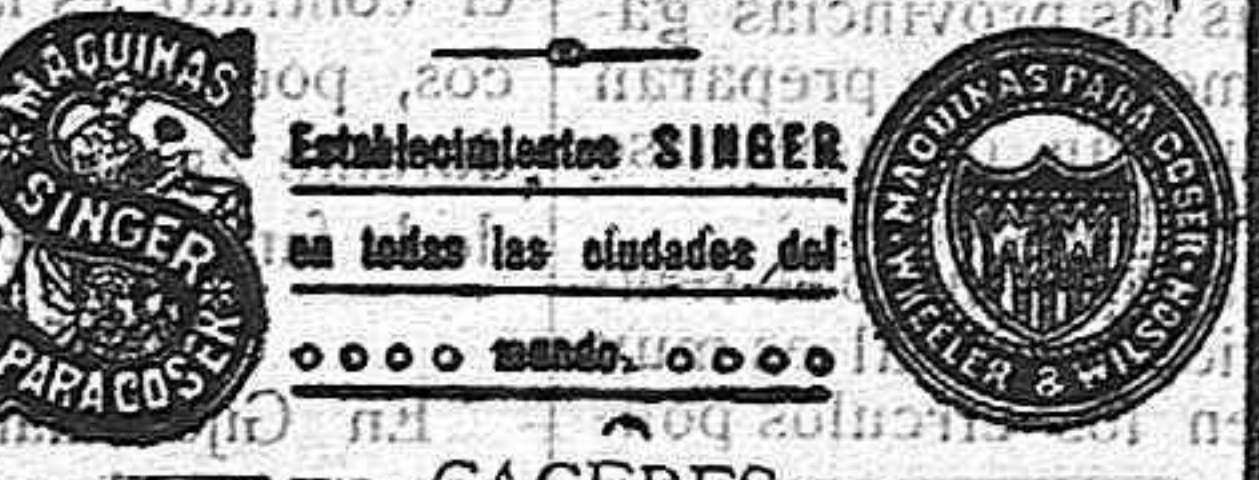 MAQUINAS
SINGER
PARA COSER
Establecimientos SINGER
en todas las ciudades del
mundo.
MAQUINAS PARA COSER
WHEELER & WILSON
CACERES